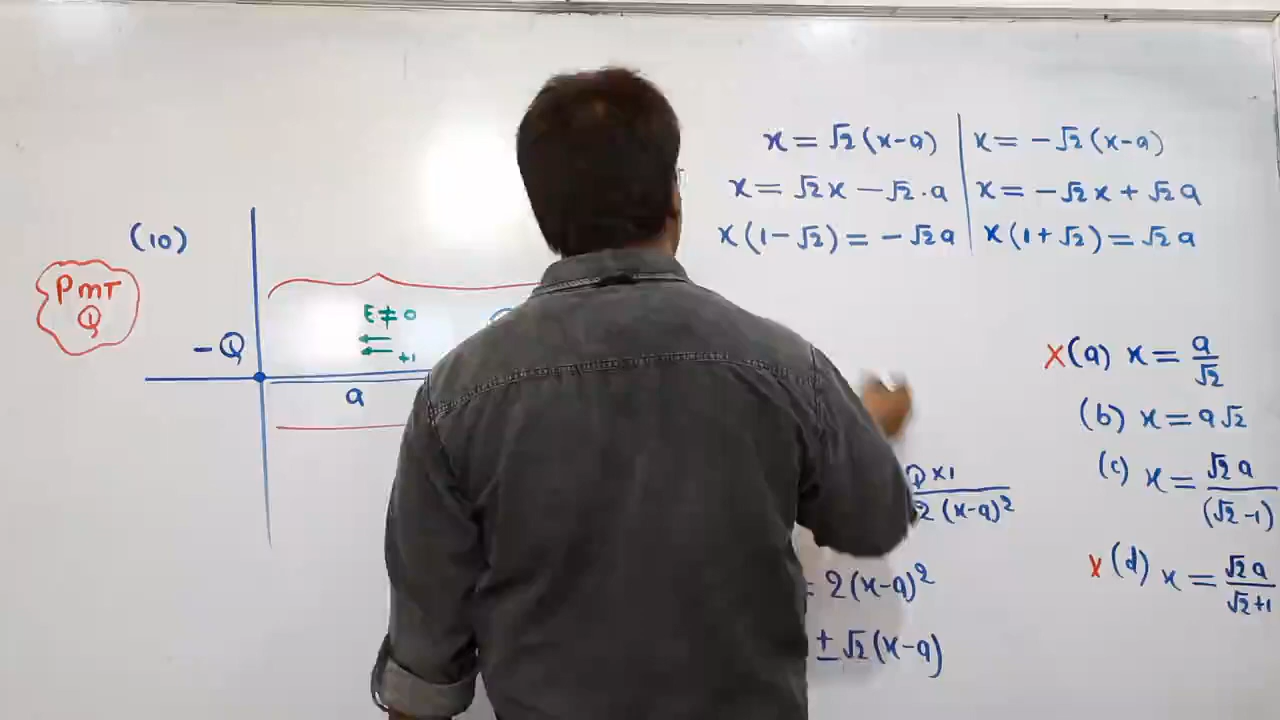 (10)
PmT
Q
-Q
E≠0
+1
a
x = √2 (x-a)
x = √2x - √2.a
x(1-√2) = -√2a
x = -√2 (x-a)
x = -√2x + √2a
x(1+√2) = √2a
x 1
2 (x-a)²
= 2(x-a)²
± √2(x-a)
x (a) x = a/√2
(b) x = a√2
(c) x = √2a/(√2-1)
x (d) x = √2a/√2+1